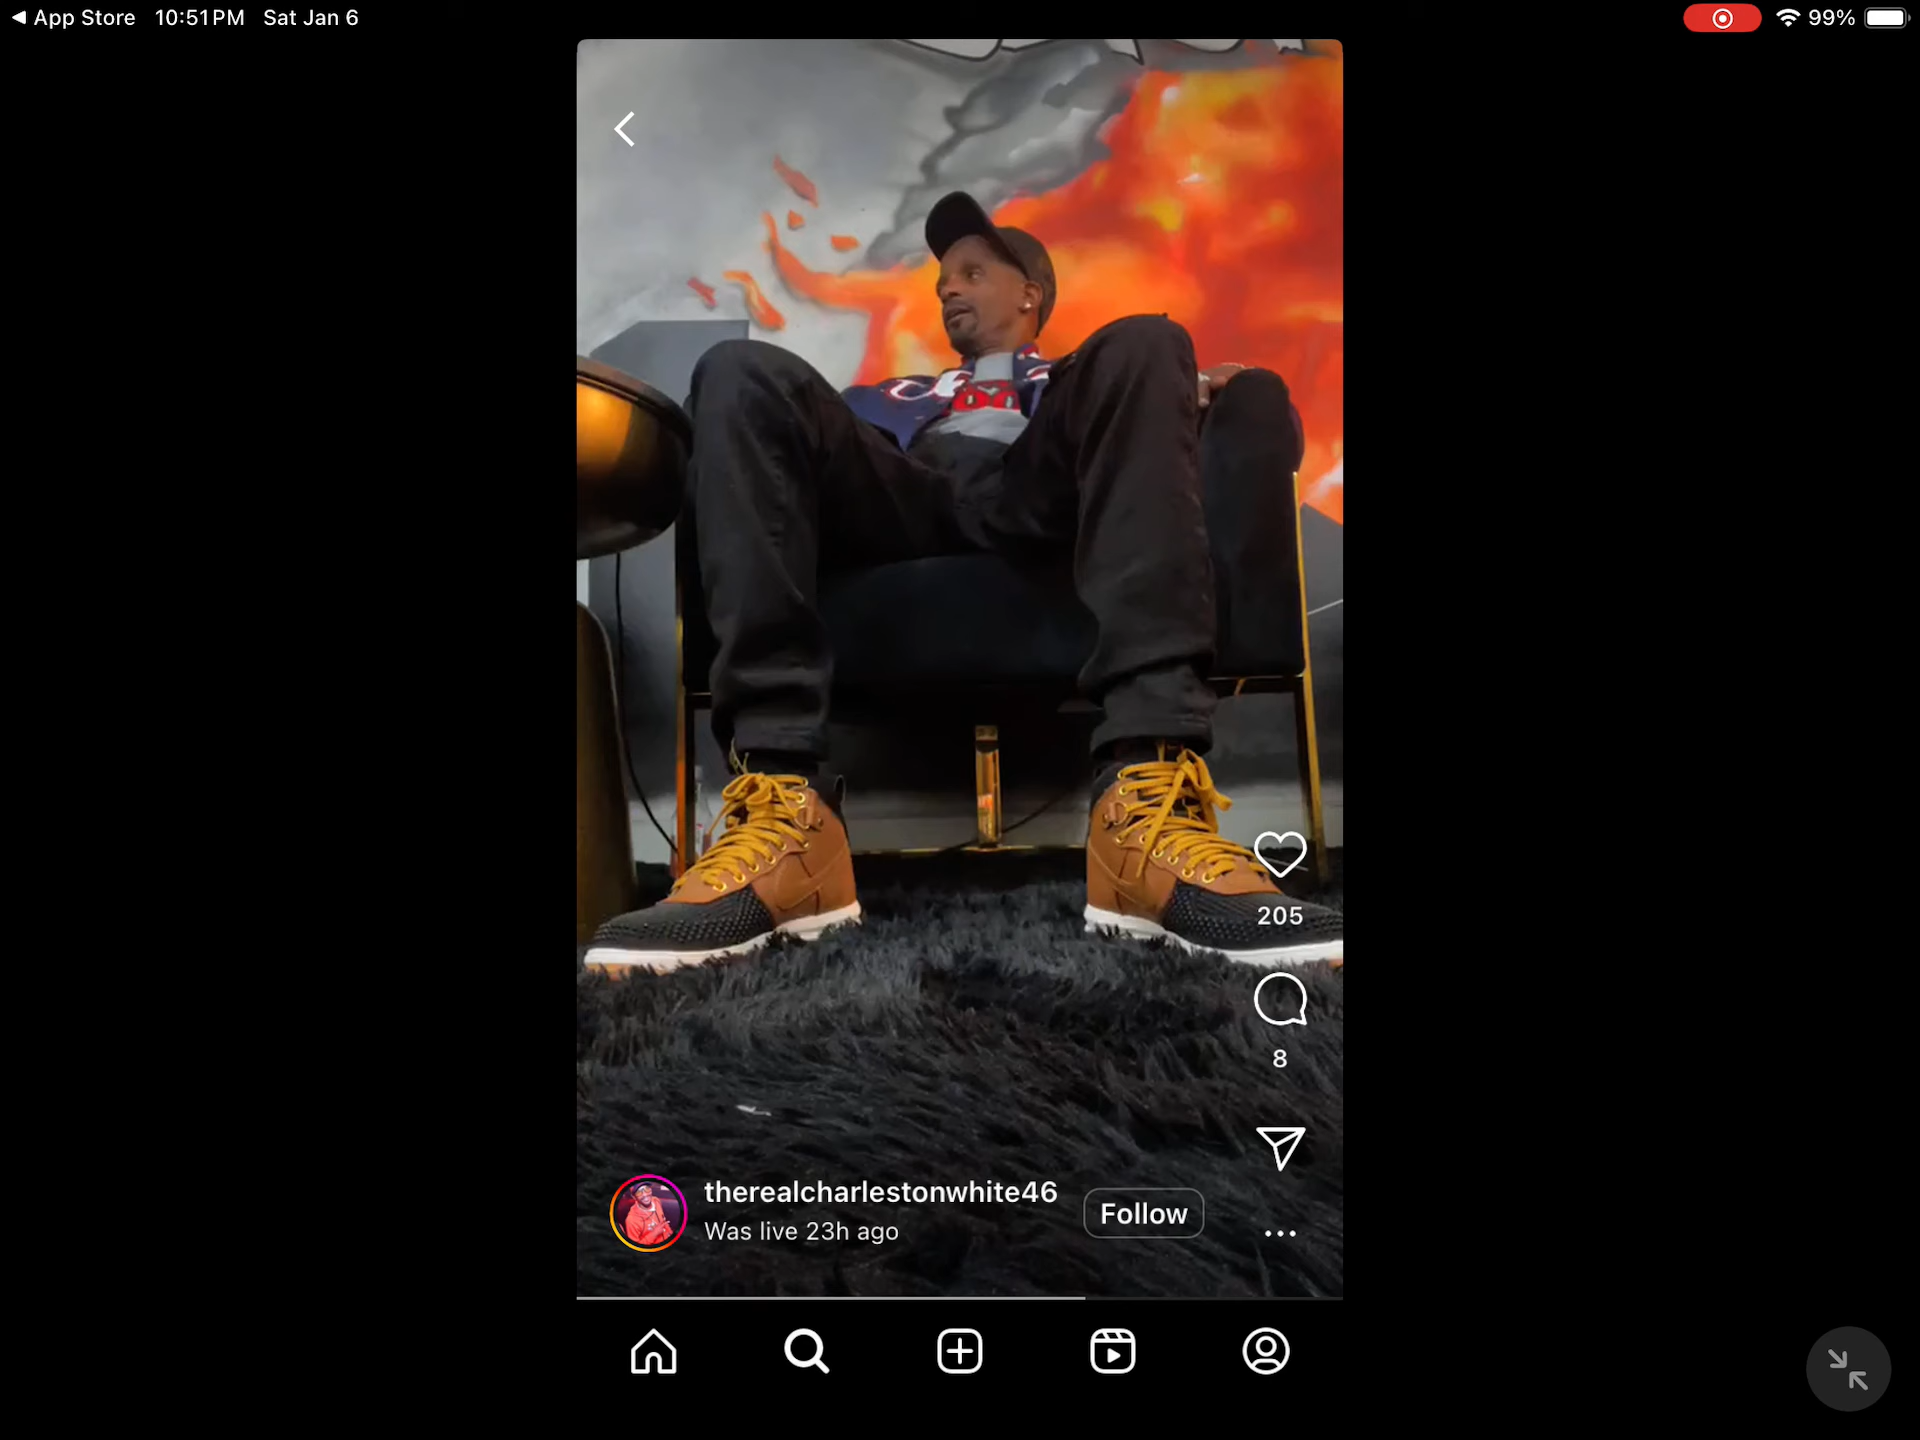 App Store 10:51 PM Sat Jan 6
99%
205
8
therealcharlestonwhite46
Was live 23h ago
Follow